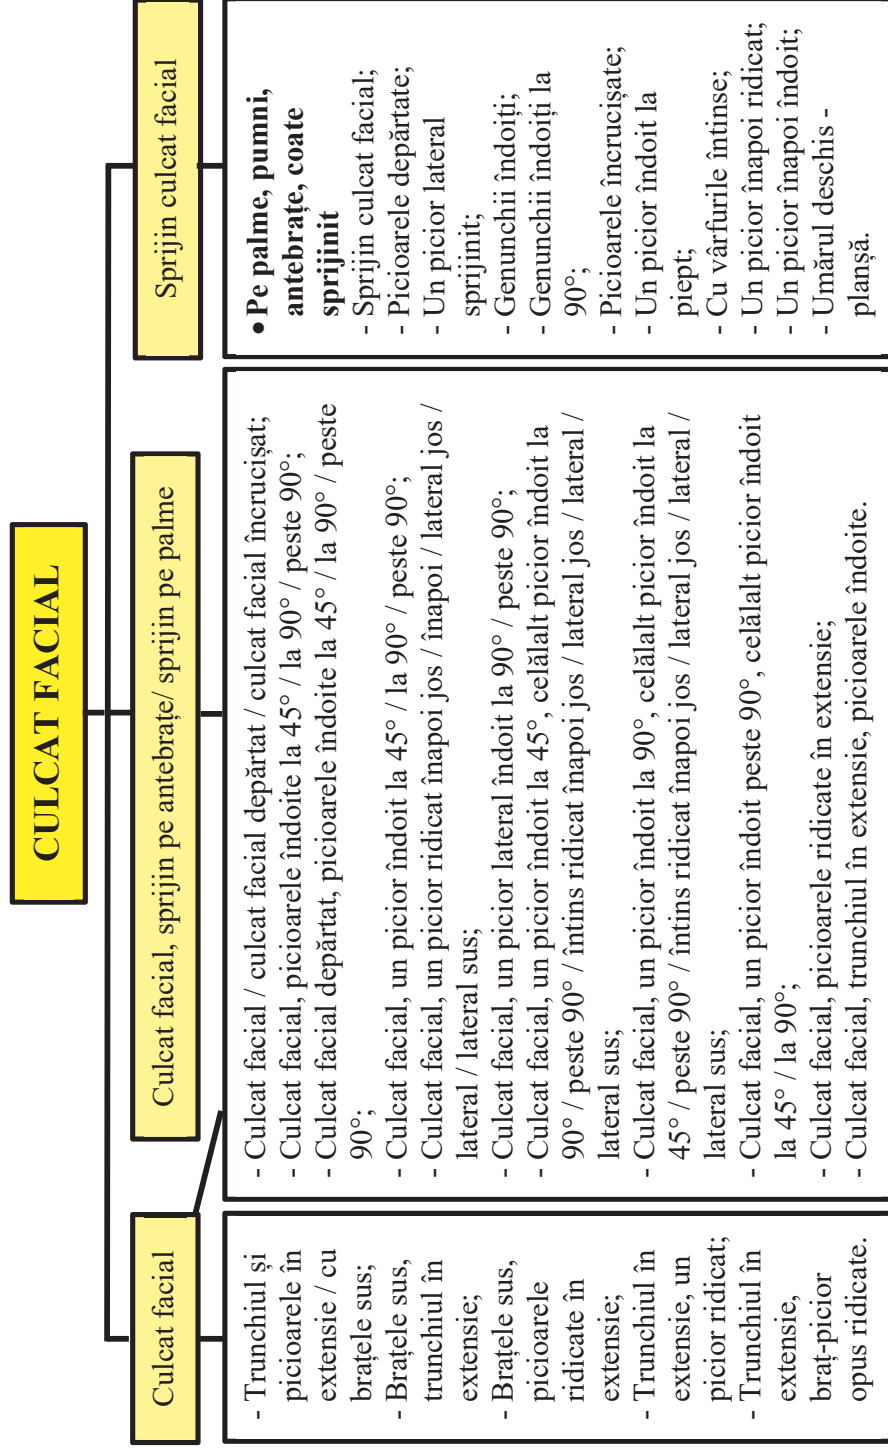 CULCAT FACIAL
Culcat facial
Culcat facial, sprijin pe antebrațe/ sprijin pe palme
Sprijin culcat facial
- Trunchiul și
picioarele în
extensie / cu
brațele sus;
- Brațele sus,
trunchiul în
extensie;
- Brațele sus,
picioarele
ridicate în
extensie;
- Trunchiul în
extensie, un
picior ridicat;
- Trunchiul în
extensie,
braț-picior
opus ridicate.
- Culcat facial / culcat facial depărtat / culcat facial încrucișat;
- Culcat facial, picioarele îndoite la 45° / la 90° / peste 90°;
- Culcat facial depărtat, picioarele îndoite la 45° / la 90° / peste
90°;
- Culcat facial, un picior îndoit la 45° / la 90° / peste 90°;
- Culcat facial, un picior ridicat înapoi jos / înapoi / lateral jos /
lateral / lateral sus;
- Culcat facial, un picior lateral îndoit la 90° / peste 90°;
- Culcat facial, un picior îndoit la 45°, celălalt picior îndoit la
90° / peste 90° / întins ridicat înapoi jos / lateral jos / lateral /
lateral sus;
- Culcat facial, un picior îndoit la 90°, celălalt picior îndoit la
45° / peste 90° / întins ridicat înapoi jos / lateral jos / lateral /
lateral sus;
- Culcat facial, un picior îndoit peste 90°, celălalt picior îndoit
la 45° / la 90°;
- Culcat facial, picioarele ridicate în extensie;
- Culcat facial, trunchiul în extensie, picioarele îndoite.
• Pe palme, pumni,
antebrațe, coate
sprijinit
- Sprijin culcat facial;
- Picioarele depărtate;
- Un picior lateral
sprijinit;
- Genunchii îndoiți;
- Genunchii îndoiți la
90°;
- Picioarele încrucișate;
- Un picior îndoit la
piept;
- Cu vârfurile întinse;
- Un picior înapoi ridicat;
- Un picior înapoi îndoit;
- Umărul deschis -
planșă.